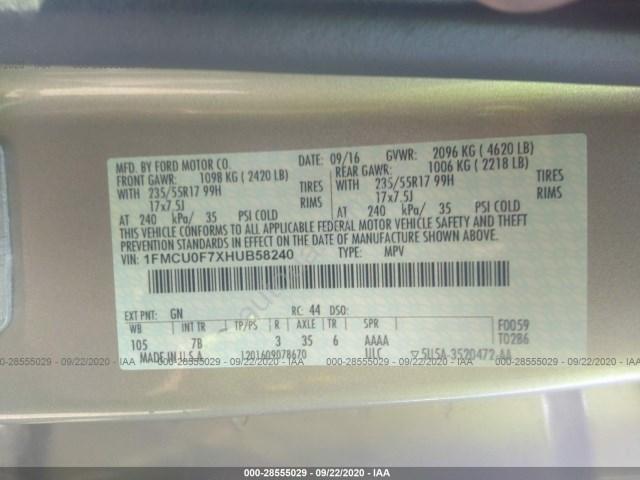 MFD. BY FORD MOTOR CO.
DATE: 09/16 GVWR: 2096 KG ( 4620 LB)
FRONT GAWR: 1098 KG ( 2420 LB) REAR GAWR: 1006 KG ( 2218 LB)
WITH 235/55R17 99H TIRES WITH 235/55R17 99H TIRES
17x7.5J RIMS 17x7.5J RIMS
AT 240 kPa/ 35 PSI COLD AT 240 kPa/ 35 PSI COLD
THIS VEHICLE CONFORMS TO ALL APPLICABLE FEDERAL MOTOR VEHICLE SAFETY AND THEFT
PREVENTION STANDARDS IN EFFECT ON THE DATE OF MANUFACTURE SHOWN ABOVE.
VIN: 1FMCU0F7XHUB58240 TYPE: MPV
EXT PNT: GN RC: 44 DSO:
WB INT TR TP/PS R AXLE TR SPR F0059
105 7B 3 35 6 AAAA T0286
MADE IN U.S.A. 201609078670 ULC ▽5U5A-3520472-AA
000-28555029 - 09/22/2020 - IAA
000-28555029 - 09/22/2020 - IAA
000-28555029 - 09/22/2020 - IAA
000-28555029 - 09/22/2020 - IAA